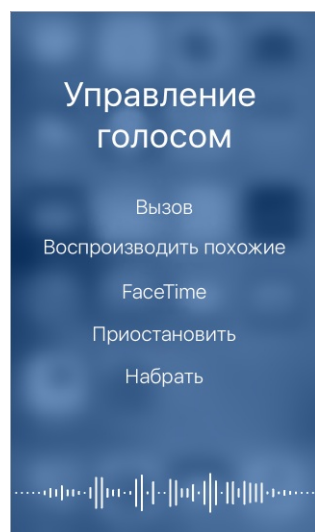 Управление
голосом
Вызов
Воспроизводить похожие
FaceTime
Приостановить
Набрать